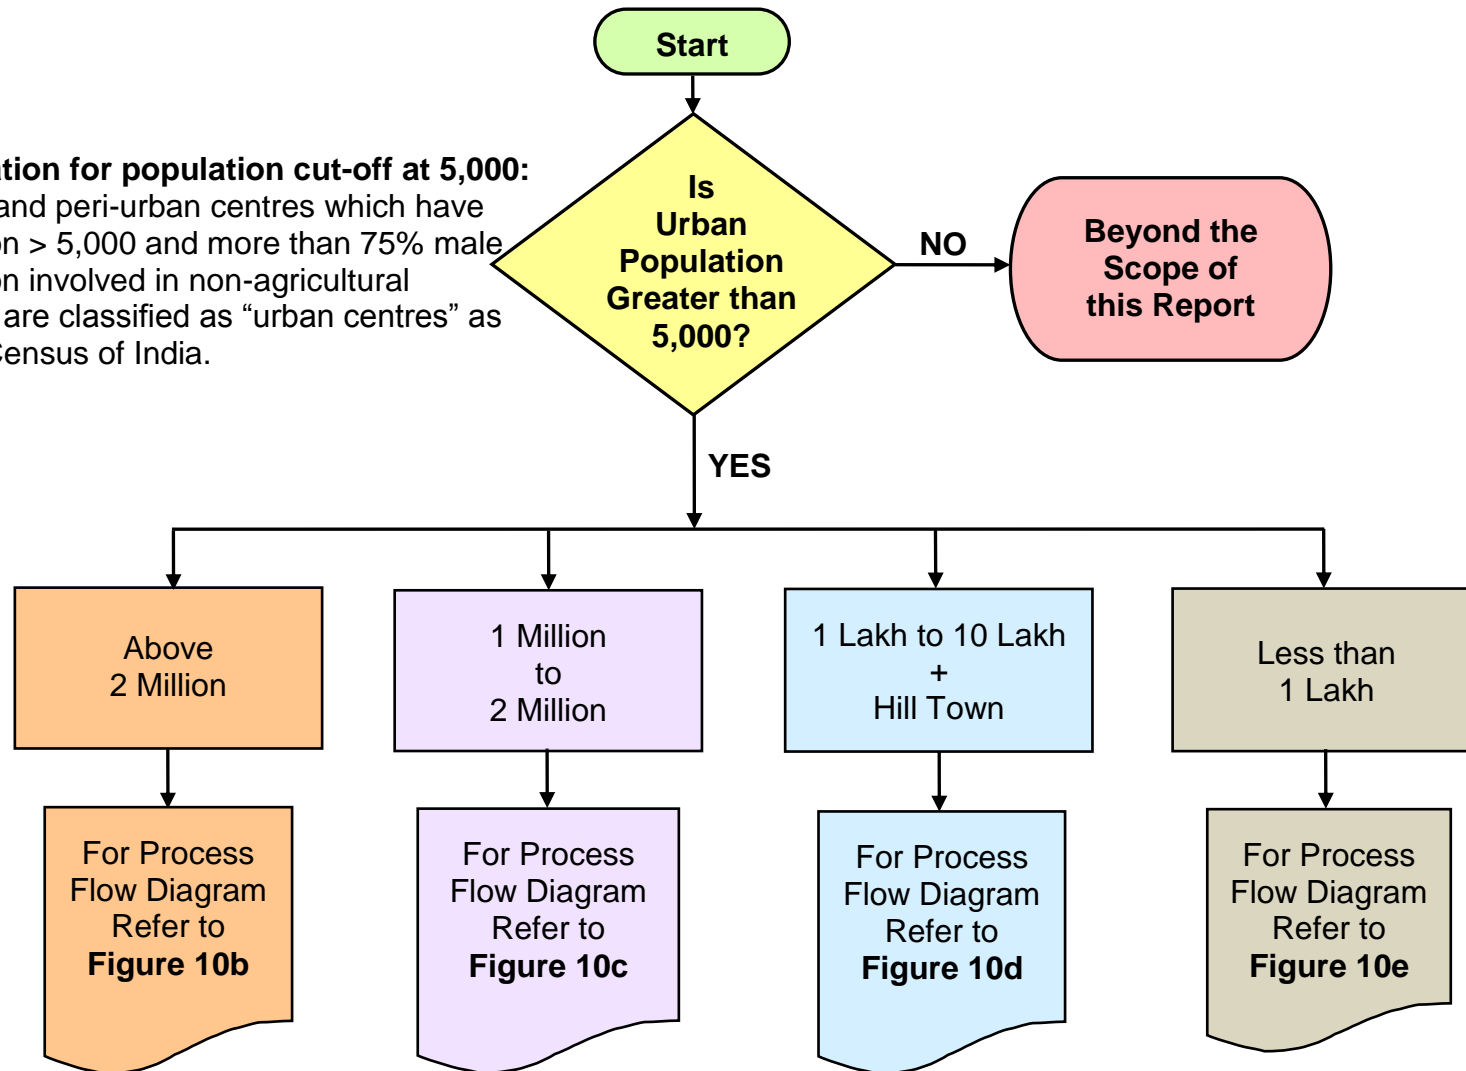 Start
ation for population cut-off at 5,000:
and peri-urban centres which have
on > 5,000 and more than 75% male
on involved in non-agricultural
are classified as “urban centres” as
Census of India.
Is
Urban
Population
Greater than
5,000?
NO
Beyond the
Scope of
this Report
YES
Above
2 Million
1 Million
to
2 Million
1 Lakh to 10 Lakh
+
Hill Town
Less than
1 Lakh
For Process
Flow Diagram
Refer to
Figure 10b
For Process
Flow Diagram
Refer to
Figure 10c
For Process
Flow Diagram
Refer to
Figure 10d
For Process
Flow Diagram
Refer to
Figure 10e